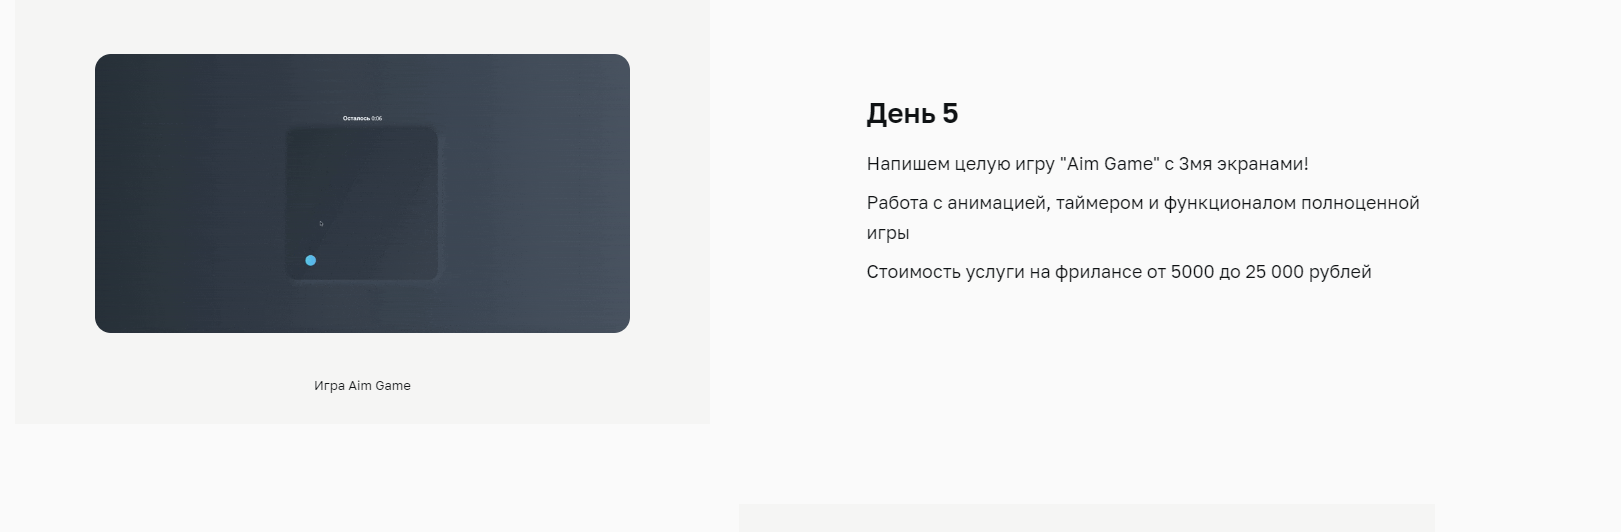 Осталось 0:06
Игра Aim Game
День 5
Напишем целую игру "Aim Game" с 3мя экранами!
Работа с анимацией, таймером и функционалом полноценной
игры
Стоимость услуги на фрилансе от 5000 до 25 000 рублей